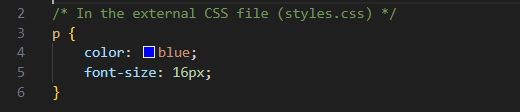 2 /* In the external CSS file (styles.css) */
3 p {
4     color: blue;
5     font-size: 16px;
6 }